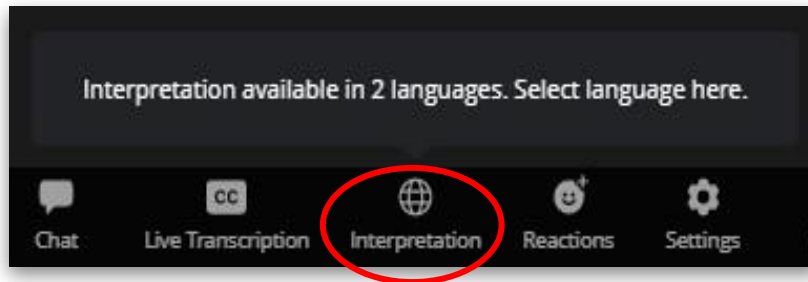 Interpretation available in 2 languages. Select language here.
CC
Chat Live Transcription Interpretation Reactions Settings